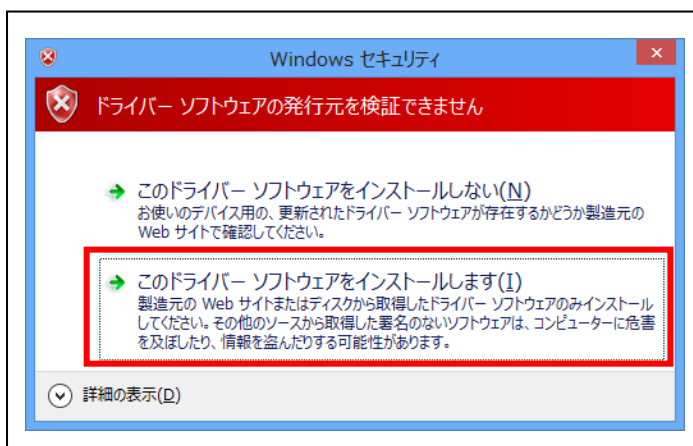 Windows セキュリティ
ドライバー ソフトウェアの発行元を検証できません
このドライバー ソフトウェアをインストールしない(N)
お使いのデバイス用の、更新されたドライバー ソフトウェアが存在するかどうか製造元の
Web サイトで確認してください。
このドライバー ソフトウェアをインストールします(I)
製造元の Web サイトまたはディスクから取得したドライバー ソフトウェアのみインストール
してください。その他のソースから取得した署名のないソフトウェアは、コンピューターに危害
を及ぼしたり、情報を盗んだりする可能性があります。
詳細の表示(D)